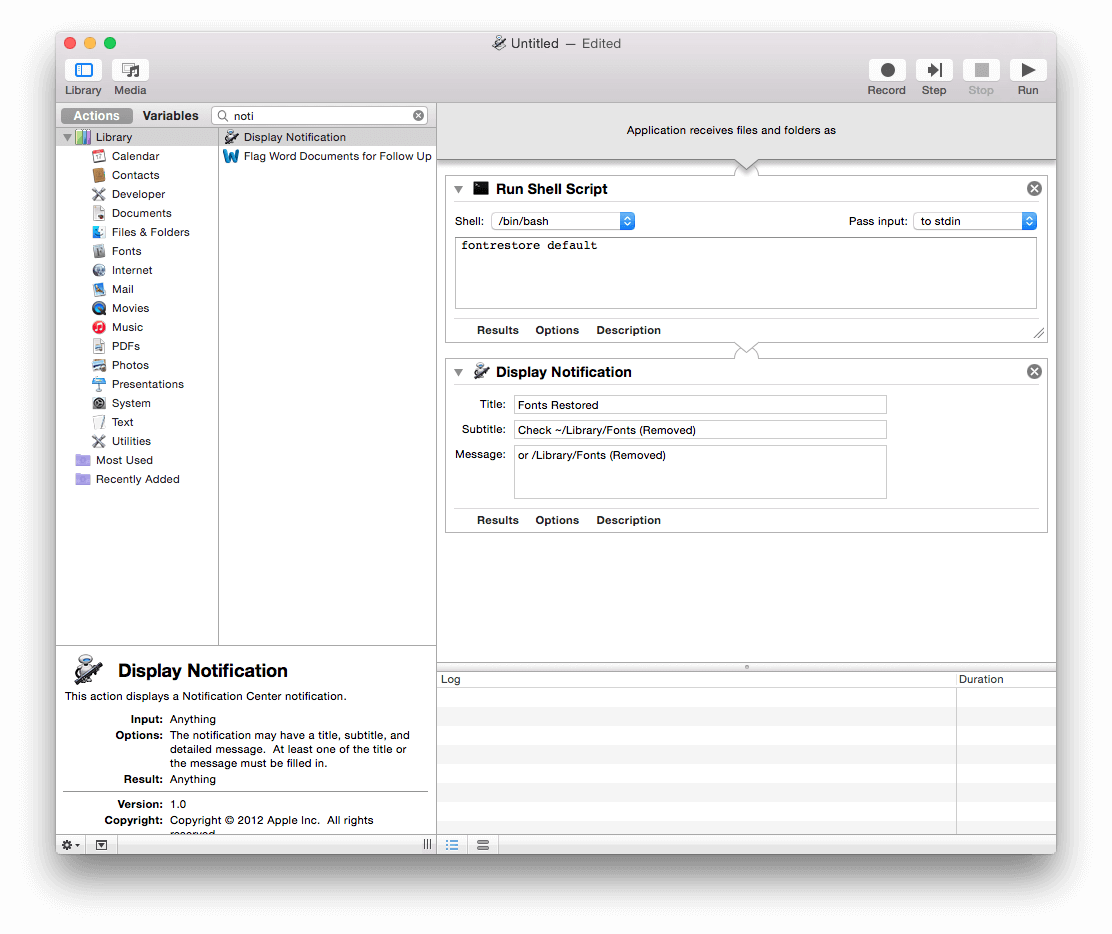 Untitled — Edited
Library Media Record Step Stop Run
Actions Variables noti
Application receives files and folders as
Library
Calendar
Contacts
Developer
Documents
Files & Folders
Fonts
Internet
Mail
Movies
Music
PDFs
Photos
Presentations
System
Text
Utilities
Most Used
Recently Added
Display Notification
Flag Word Documents for Follow Up
Run Shell Script
Shell: /bin/bash Pass input: to stdin
fontrestore default
Results Options Description
Display Notification
Title: Fonts Restored
Subtitle: Check ~/Library/Fonts (Removed)
Message: or /Library/Fonts (Removed)
Results Options Description
Display Notification
This action displays a Notification Center notification.
Input: Anything
Options: The notification may have a title, subtitle, and
detailed message. At least one of the title or
the message must be filled in.
Result: Anything
Version: 1.0
Copyright: Copyright © 2012 Apple Inc. All rights
reserved
Log Duration